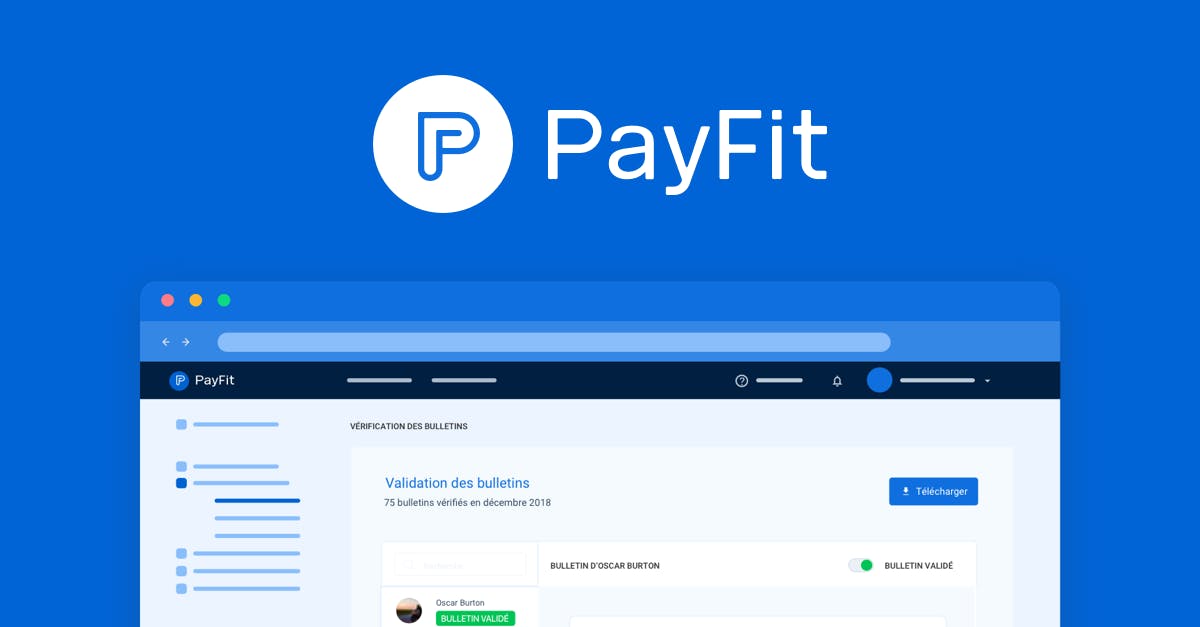 PayFit
PayFit
VÉRIFICATION DES BULLETINS
Validation des bulletins
75 bulletins vérifiés en décembre 2018
Télécharger
BULLETIN D'OSCAR BURTON
BULLETIN VALIDÉ
Oscar Burton
BULLETIN VALIDÉ